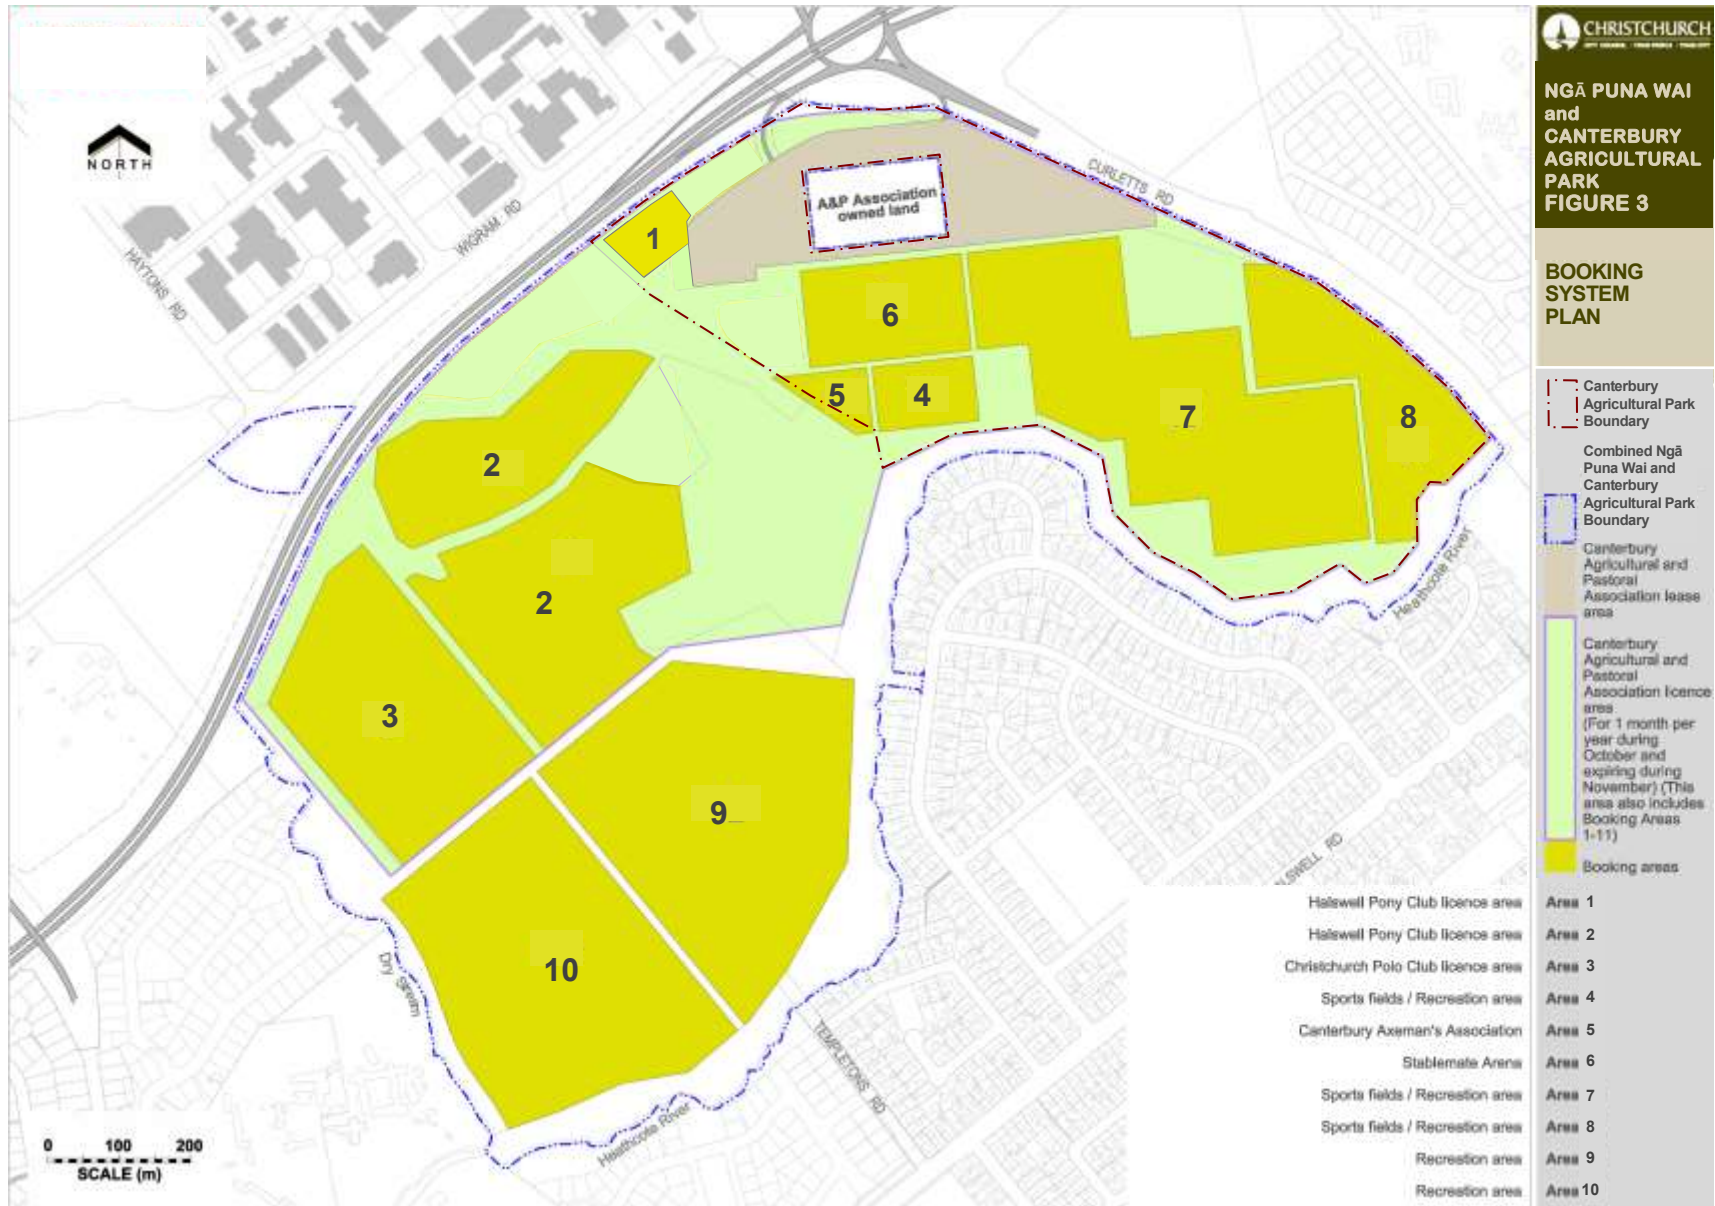 CHRISTCHURCH
NGĀ PUNA WAI
and
CANTERBURY
AGRICULTURAL
PARK
FIGURE 3
BOOKING
SYSTEM
PLAN
NORTH
HAYTONS RD
WIGRAM RD
CURLETTS RD
A&P Association
owned land
1
6
5
4
7
8
2
2
3
9
10
Heathcote River
Dry Stream
TEMPLETONS RD
Heathcote River
0 100 200
SCALE (m)
Canterbury
Agricultural Park
Boundary
Combined Ngā
Puna Wai and
Canterbury
Agricultural Park
Boundary
Canterbury
Agricultural and
Pastoral
Association lease
area
Canterbury
Agricultural and
Pastoral
Association licence
area
(For 1 month per
year during
October and
expiring during
November) (This
area also includes
Booking Areas
1-11)
Booking areas
Halswell Pony Club licence area Area 1
Halswell Pony Club licence area Area 2
Christchurch Polo Club licence area Area 3
Sports fields / Recreation area Area 4
Canterbury Axeman's Association Area 5
Stablemate Arena Area 6
Sports fields / Recreation area Area 7
Sports fields / Recreation area Area 8
Recreation area Area 9
Recreation area Area 10